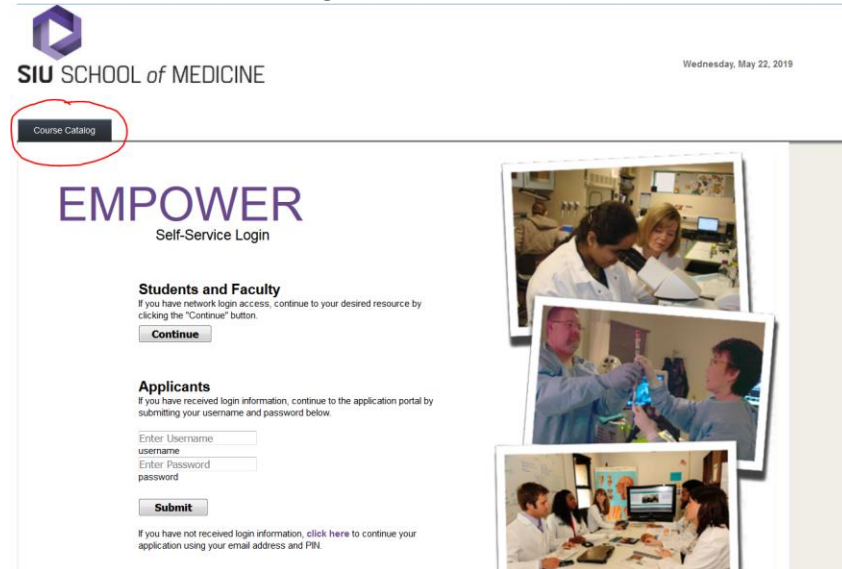 SIU SCHOOL of MEDICINE
Wednesday, May 22, 2019
Course Catalog
EMPOWER
Self-Service Login
Students and Faculty
If you have network login access, continue to your desired resource by
clicking the "Continue" button.
Continue
Applicants
If you have received login information, continue to the application portal by
submitting your username and password below.
Enter Username
username
Enter Password
password
Submit
If you have not received login information, click here to continue your
application using your email address and PIN.